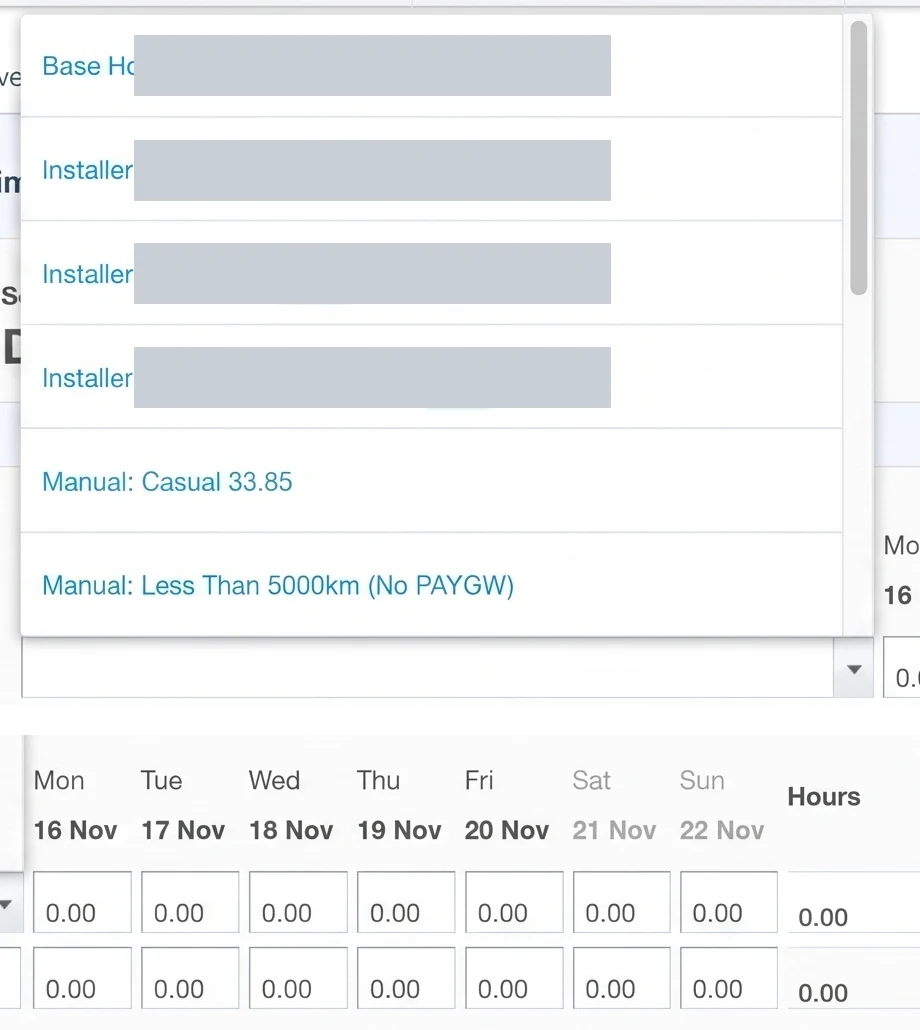 Base
Installer
Installer
Installer
Manual: Casual 33.85
Manual: Less Than 5000km (No PAYGW)
16
Mon Tue Wed Thu Fri Sat Sun Hours
16 Nov 17 Nov 18 Nov 19 Nov 20 Nov 21 Nov 22 Nov
0.00 0.00 0.00 0.00 0.00 0.00 0.00 0.00
0.00 0.00 0.00 0.00 0.00 0.00 0.00 0.00